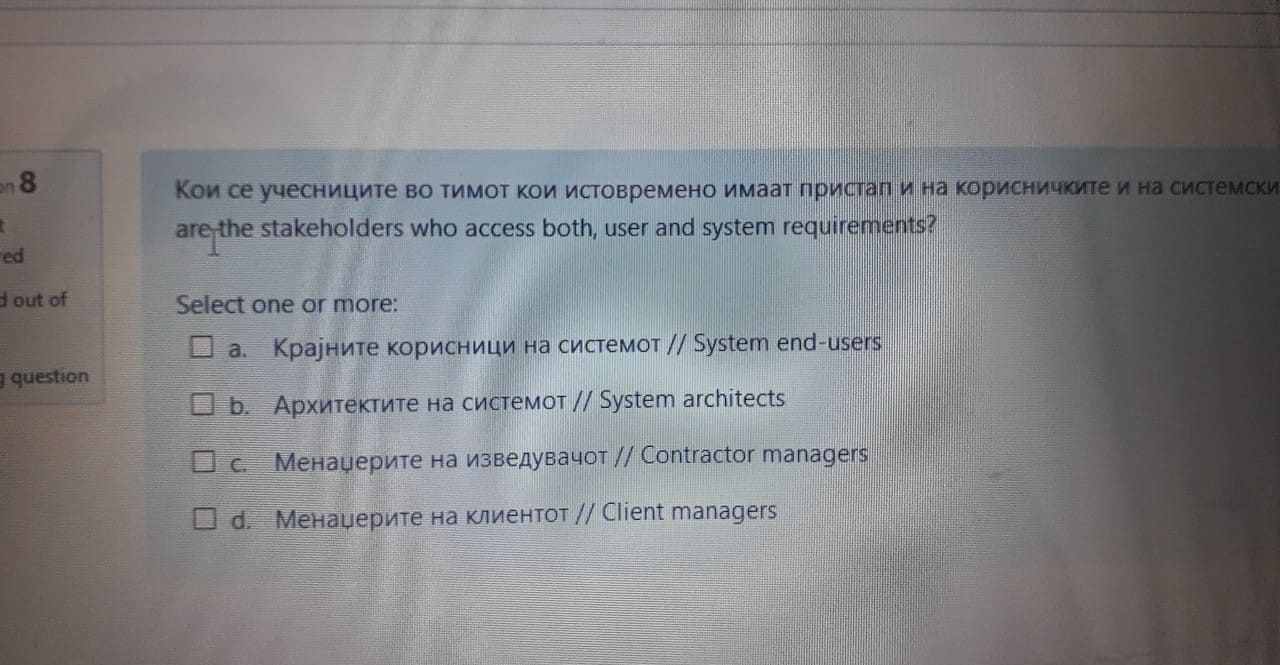 8
ed
d out of
question
Кои се учесниците во тимот кои истовремено имаат пристап и на корисничките и на системски
are the stakeholders who access both, user and system requirements?
Select one or more:
a. Крајните корисници на системот // System end-users
b. Архитектите на системот // System architects
c. Менаџерите на изведувачот // Contractor managers
d. Менаџерите на клиентот // Client managers